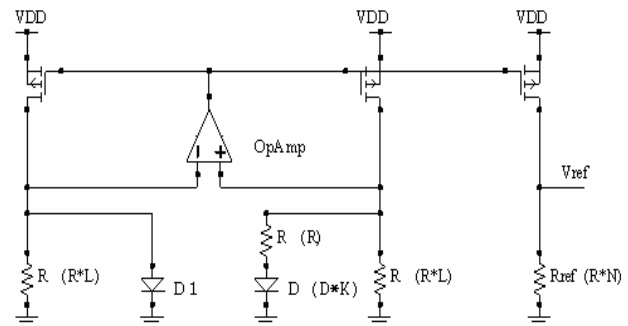 VDD VDD VDD
OpAmp
Vref
R (R)
R (R*L) D1 D (D*K) R (R*L) Rref (R*N)